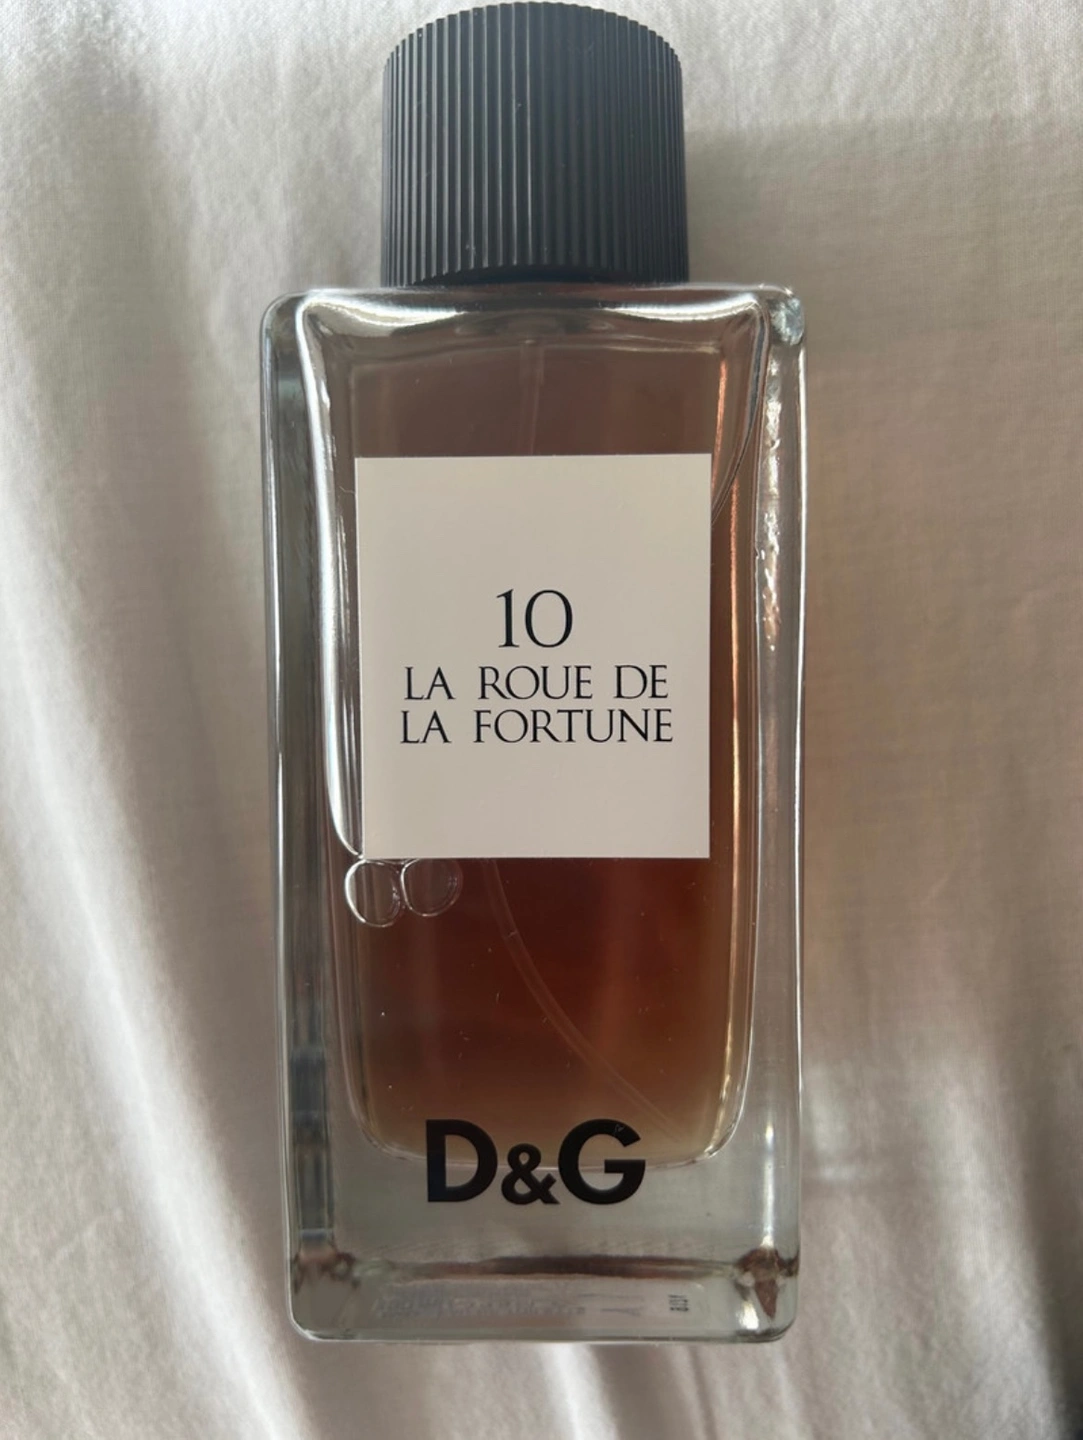 10
LA ROUE DE
LA FORTUNE
D&G